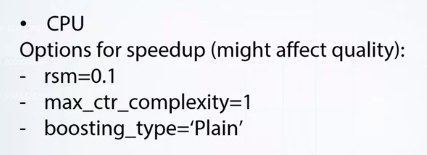 • CPU
Options for speedup (might affect quality):
- rsm=0.1
- max_ctr_complexity=1
- boosting_type=‘Plain’